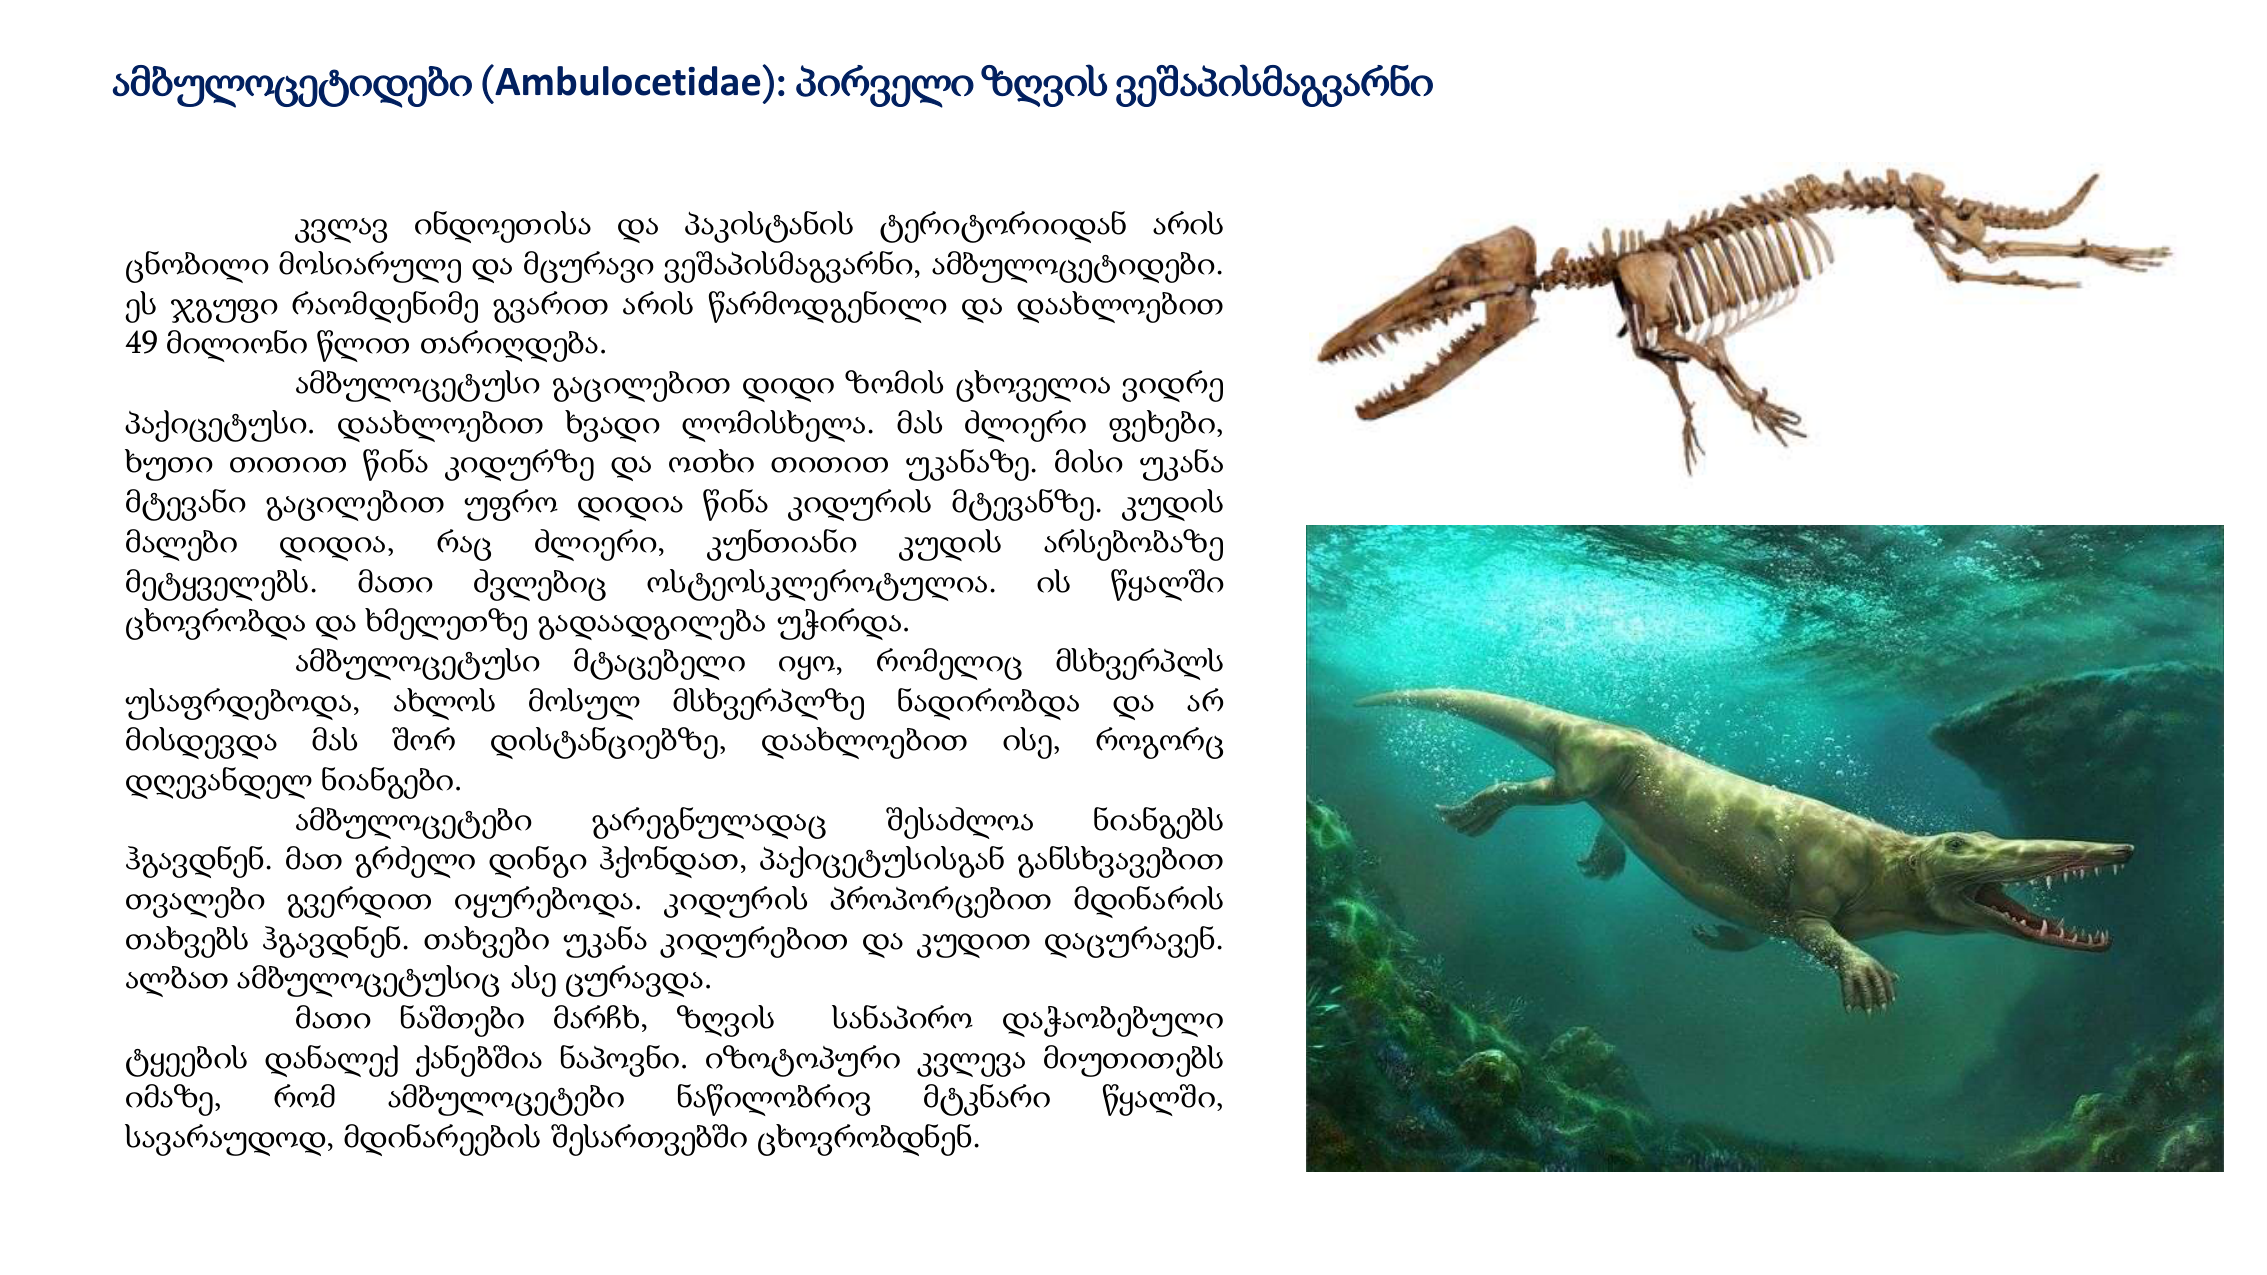 ამბულოცეტიდები (Ambulocetidae): პირველი ზღვის ვეშაპისმაგვარნი
კვლავ ინდოეთისა და პაკისტანის ტერიტორიიდან არის
ცნობილი მოსიარულე და მცურავი ვეშაპისმაგვარნი, ამბულოცეტიდები.
ეს ჯგუფი რაომდენიმე გვარით არის წარმოდგენილი და დაახლოებით
49 მილიონი წლით თარიღდება.
ამბულოცეტუსი გაცილებით დიდი ზომის ცხოველია ვიდრე
პაქიცეტუსი. დაახლოებით ხვადი ლომისხელა. მას ძლიერი ფეხები,
ხუთი თითით წინა კიდურზე და ოთხი თითით უკანაზე. მისი უკანა
მტევანი გაცილებით უფრო დიდია წინა კიდურის მტევანზე. კუდის
მალები დიდია, რაც ძლიერი, კუნთიანი კუდის არსებობაზე
მეტყველებს. მათი ძვლებიც ოსტეოსკლეროტულია. ის წყალში
ცხოვრობდა და ხმელეთზე გადაადგილება უჭირდა.
ამბულოცეტუსი მტაცებელი იყო, რომელიც მსხვერპლს
უსაფრდებოდა, ახლოს მოსულ მსხვერპლზე ნადირობდა და არ
მისდევდა მას შორ დისტანციებზე, დაახლოებით ისე, როგორც
დღევანდელ ნიანგები.
ამბულოცეტები გარეგნულადაც შესაძლოა ნიანგებს
ჰგავდნენ. მათ გრძელი დინგი ჰქონდათ, პაქიცეტუსისგან განსხვავებით
თვალები გვერდით იყურებოდა. კიდურის პროპორცებით მდინარის
თახვებს ჰგავდნენ. თახვები უკანა კიდურებით და კუდით დაცურავენ.
ალბათ ამბულოცეტუსიც ასე ცურავდა.
მათი ნაშთები მარჩხ, ზღვის სანაპირო დაჭაობებული
ტყეების დანალექ ქანებშია ნაპოვნი. იზოტოპური კვლევა მიუთითებს
იმაზე, რომ ამბულოცეტები ნაწილობრივ მტკნარი წყალში,
სავარაუდოდ, მდინარეების შესართვებში ცხოვრობდნენ.